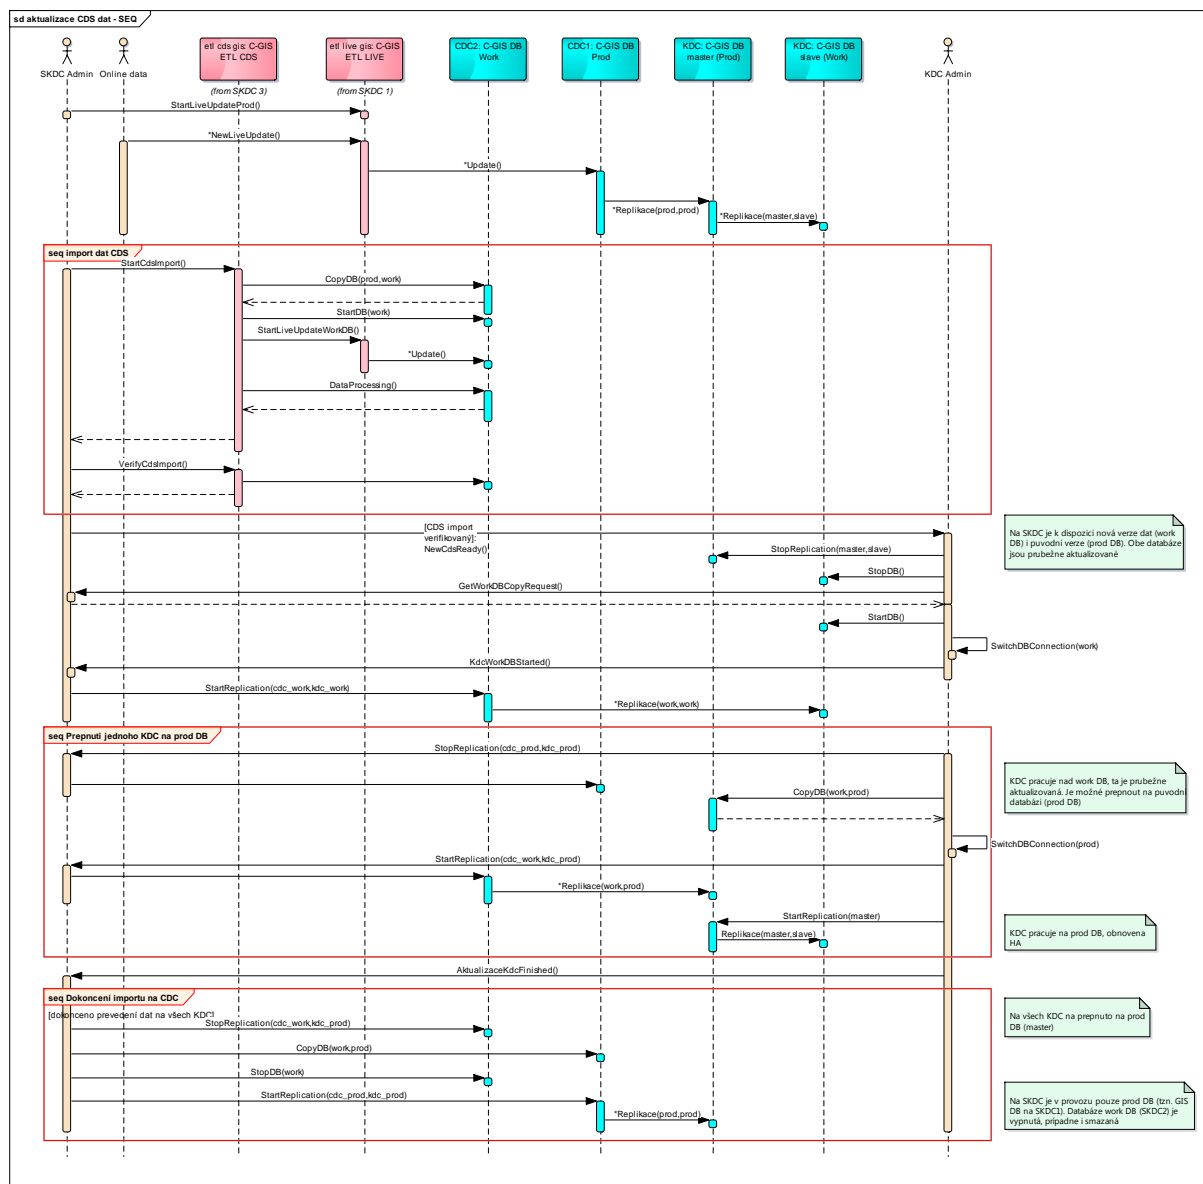 sd aktualizace CDS dat - SEQ
SKDC Admin
Online data
etl cds gis: C-GIS
ETL CDS
(from SKDC 3)
etl live gis: C-GIS
ETL LIVE
(from SKDC 1)
CDC2: C-GIS DB
Work
CDC1: C-GIS DB
Prod
KDC: C-GIS DB
master (Prod)
KDC: C-GIS DB
slave (Work)
KDC Admin
StartLiveUpdateProd()
*NewLiveUpdate()
*Update()
*Replikace(prod,prod)
*Replikace(master,slave)
seq import dat CDS
StartCdsImport()
CopyDB(prod,work)
StartDB(work)
StartLiveUpdateWorkDB()
*Update()
DataProcessing()
VerifyCdsImport()
[CDS import
verifikovaný]:
NewCdsReady()
Na SKDC je k dispozici nová verze dat (work
DB) i puvodní verze (prod DB). Obe databáze
jsou prubežne aktualizované
StopReplication(master,slave)
StopDB()
GetWorkDBCopyRequest()
StartDB()
SwitchDBConnection(work)
KdcWorkDBStarted()
StartReplication(cdc_work,kdc_work)
*Replikace(work,work)
seq Prepnuti jednoho KDC na prod DB
StopReplication(cdc_prod,kdc_prod)
KDC pracuje nad work DB, ta je prubežne
aktualizovaná. Je možné prepnout na puvodní
databázi (prod DB)
CopyDB(work,prod)
SwitchDBConnection(prod)
StartReplication(cdc_work,kdc_prod)
*Replikace(work,prod)
StartReplication(master)
Replikace(master,slave)
KDC pracuje na prod DB, obnovena
HA
AktualizaceKdcFinished()
seq Dokoncení importu na CDC
[dokonceno prevedení dat na všech KDC]
Na všech KDC na prepnuto na prod
DB (master)
StopReplication(cdc_work,kdc_prod)
CopyDB(work,prod)
StopDB(work)
StartReplication(cdc_prod,kdc_prod)
*Replikace(prod,prod)
Na SKDC je v provozu pouze prod DB (tzn. GIS
DB na SKDC1). Databáze work DB (SKDC2) je
vypnutá, prípadne i smazaná